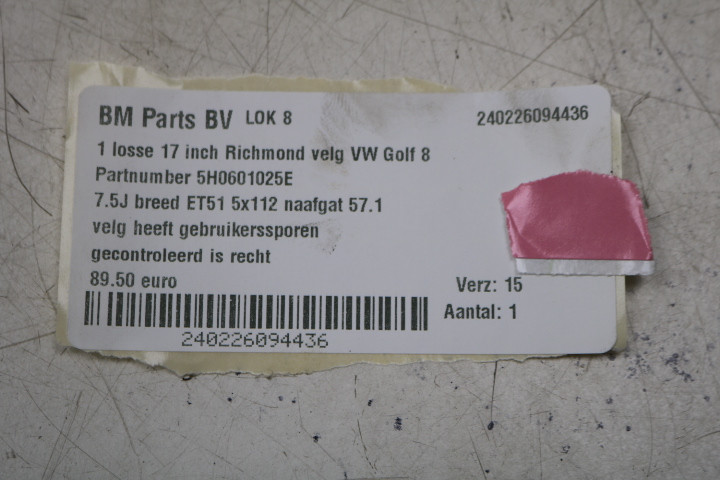 BM Parts BV LOK 8 240226094436
1 losse 17 inch Richmond velg VW Golf 8
Partnumber 5H0601025E
7.5J breed ET51 5x112 naafgat 57.1
velg heeft gebruikerssporen
gecontroleerd is recht
89.50 euro Verz: 15
Aantal: 1
240226094436